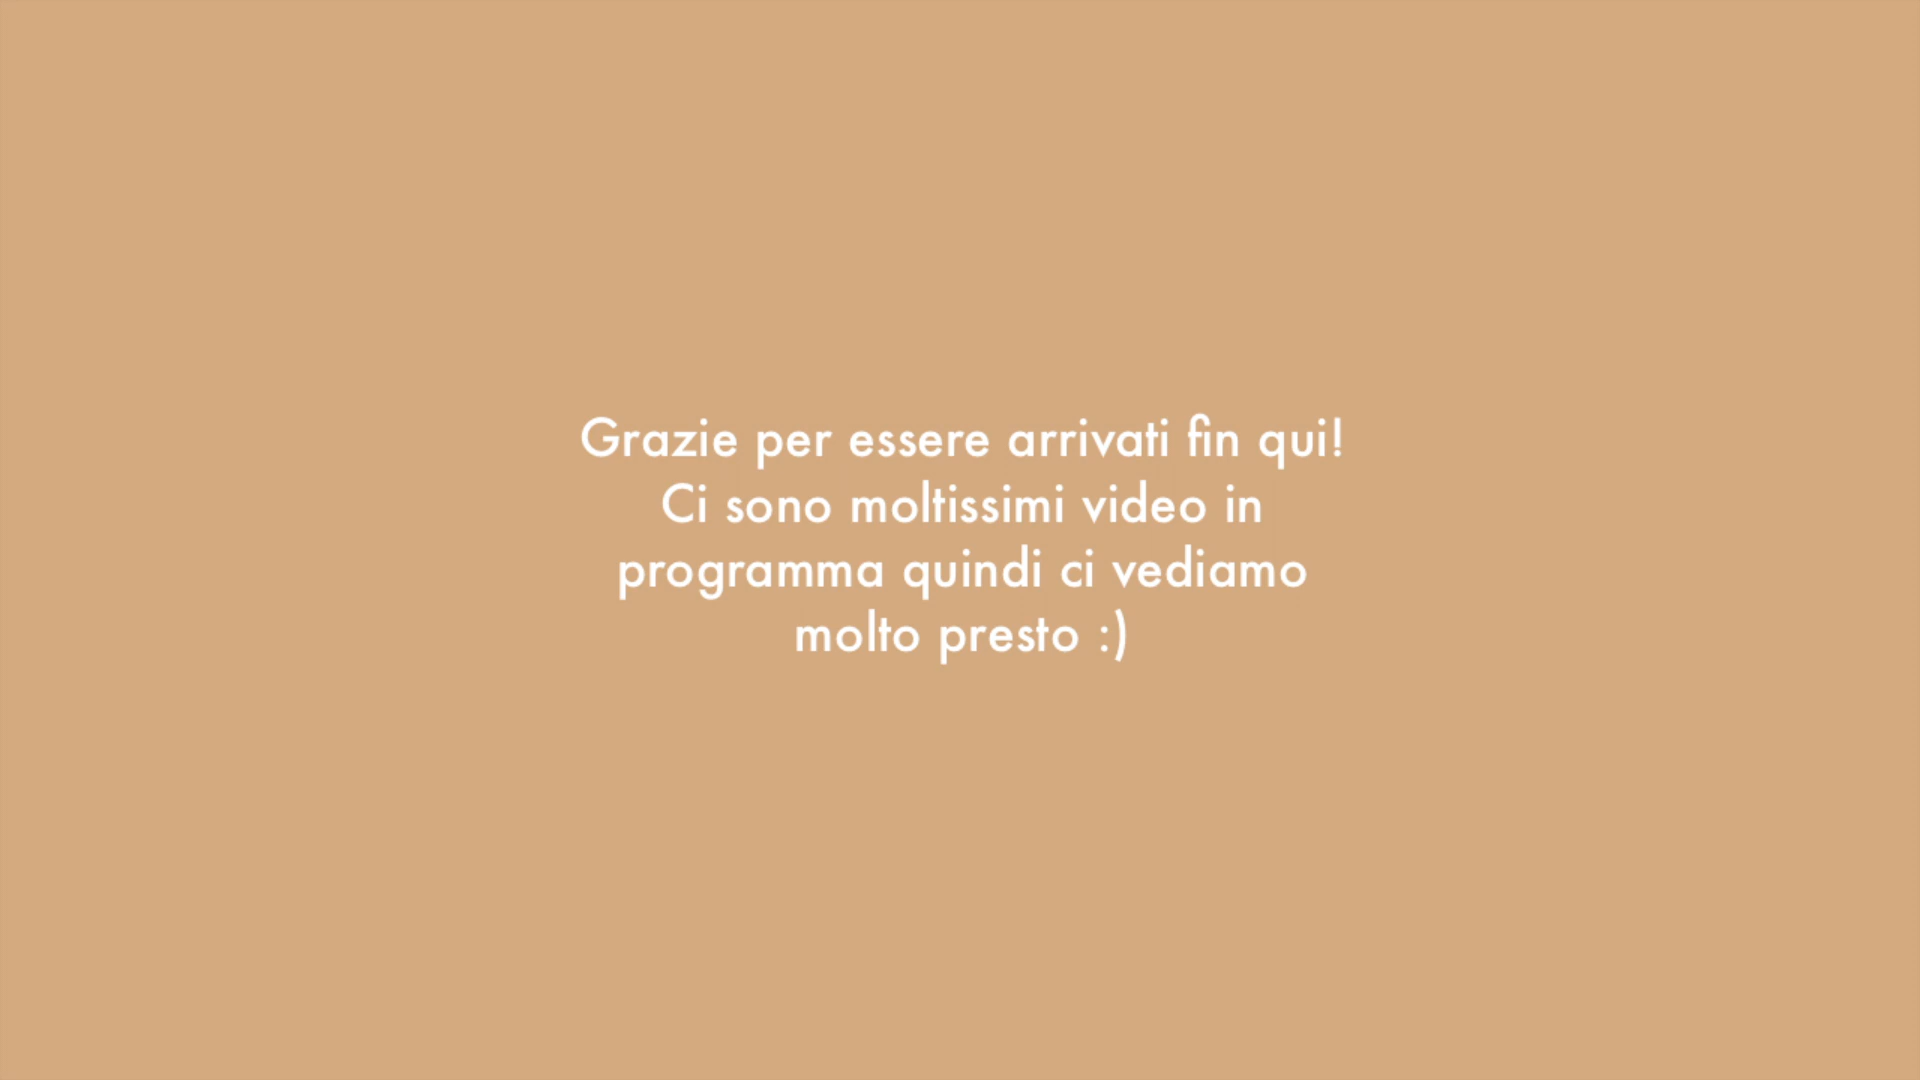 Grazie per essere arrivati fin qui!
Ci sono moltissimi video in
programma quindi ci vediamo
molto presto :)